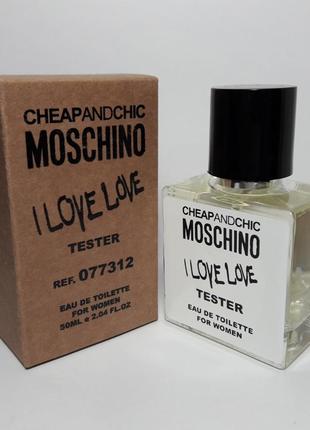 CHEAPANDCHIC
MOSCHINO
I LOVE LOVE
TESTER
REF. 077312
EAU DE TOILETTE
FOR WOMEN
50ML e 2.04 FL.OZ
CHEAPANDCHIC
MOSCHINO
I LOVE LOVE
TESTER
EAU DE TOILETTE
FOR WOMEN